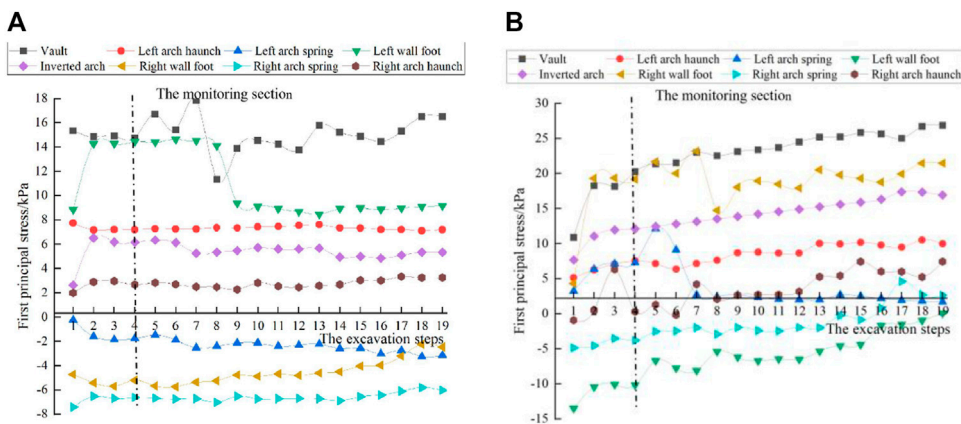 A
Vault
Left arch haunch
Left arch spring
Left wall foot
Inverted arch
Right wall foot
Right arch spring
Right arch haunch
The monitoring section
First principal stress/kPa
18
16
14
12
10
8
6
4
2
0
-2
-4
-6
-8
1 2 3 4 5 6 7 8 9 10 11 12 13 14 15 16 17 18 19
The excavation steps
B
Vault
Left arch haunch
Left arch spring
Left wall foot
Inverted arch
Right wall foot
Right arch spring
Right arch haunch
The monitoring section
First principal stress/kPa
30
25
20
15
10
5
0
-5
-10
-15
1 2 3 4 5 6 7 8 9 10 11 12 13 14 15 16 17 18 19
The excavation steps